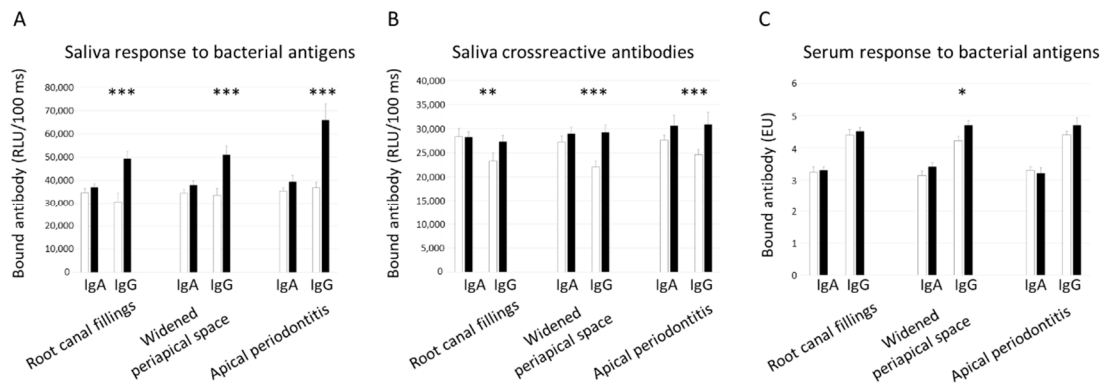 A
Saliva response to bacterial antigens
Bound antibody (RLU/100 ms)
80,000
70,000
60,000
50,000
40,000
30,000
20,000
10,000
0
***
***
***
IgA IgG
IgA IgG
IgA IgG
Root canal fillings
Widened
periapical space
Apical periodontitis
B
Saliva crossreactive antibodies
Bound antibody (RLU/100 ms)
40,000
35,000
30,000
25,000
20,000
15,000
10,000
5,000
0
**
***
***
IgA IgG
IgA IgG
IgA IgG
Root canal fillings
Widened
periapical space
Apical periodontitis
C
Serum response to bacterial antigens
Bound antibody (EU)
6
5
4
3
2
1
0
*
IgA IgG
IgA IgG
IgA IgG
Root canal fillings
Widened
periapical space
Apical periodontitis